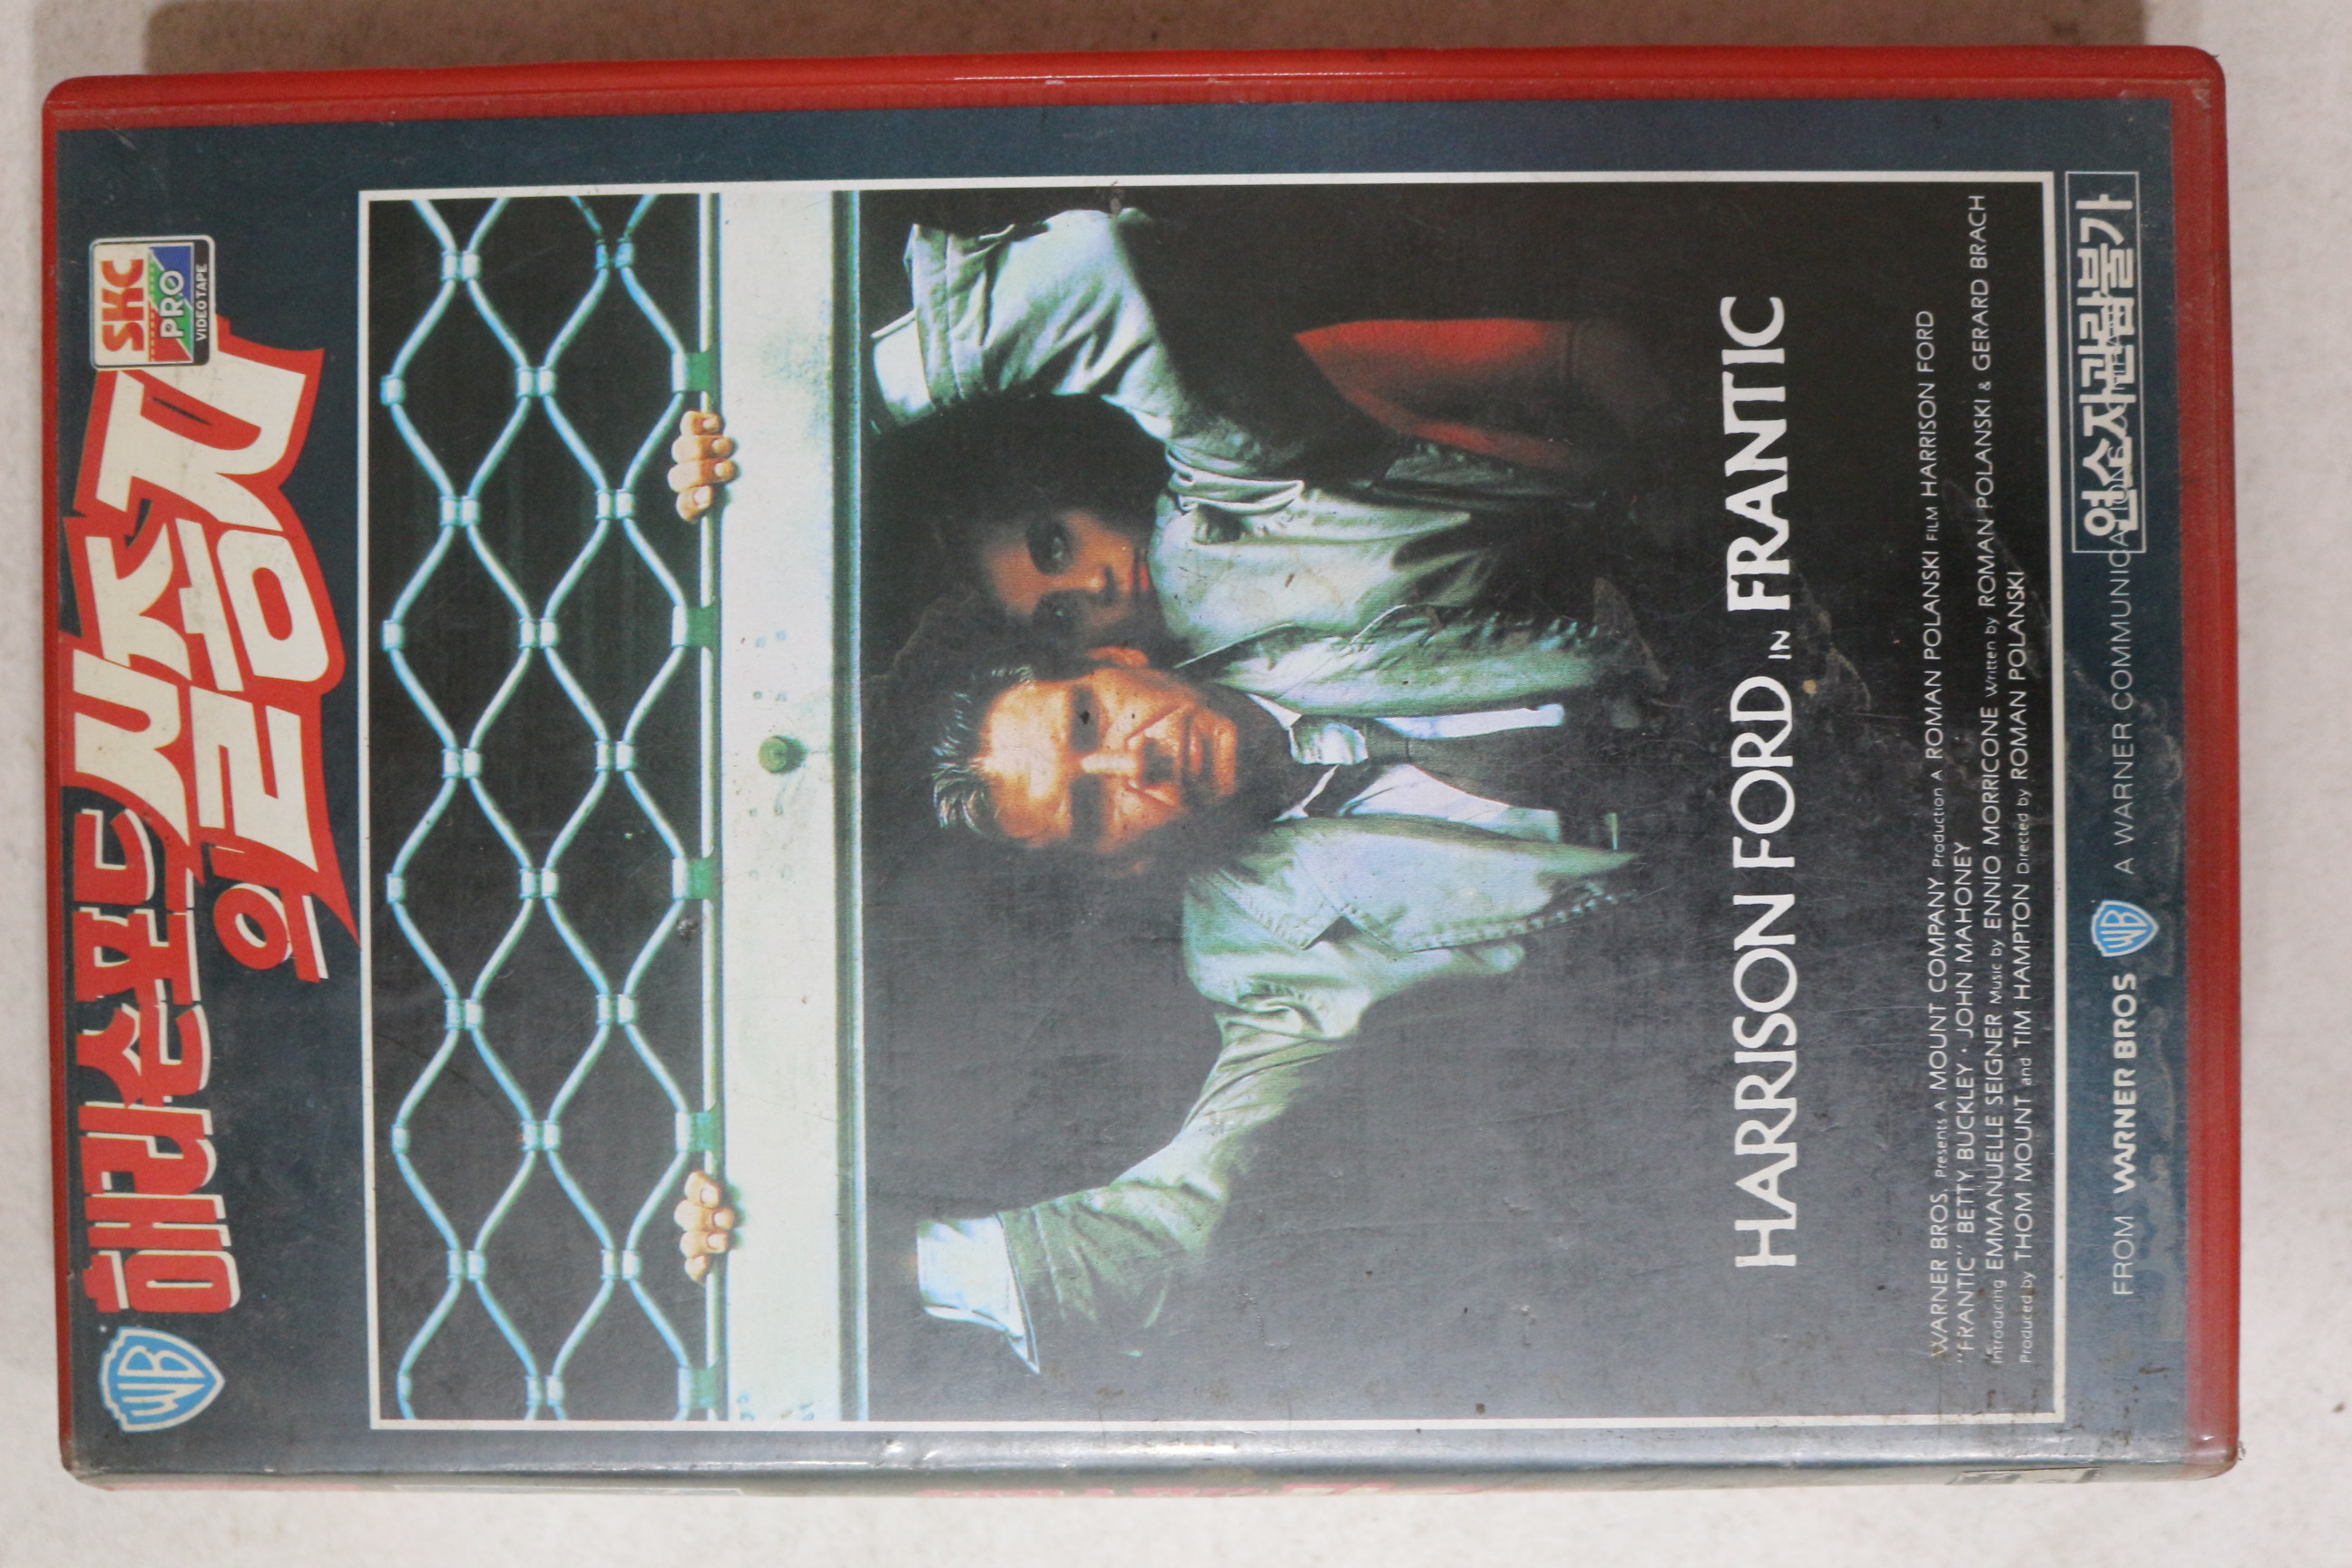 SKC
PRO
VIDEO TAPE
WB
해리슨포드
의 실종자
HARRISON FORD IN FRANTIC
WARNER BROS. Presents A MOUNT COMPANY Production A ROMAN POLANSKI FILM HARRISON FORD
"FRANTIC" BETTY BUCKLEY · JOHN MAHONEY
Introducing EMMANUELLE SEIGNER Music by ENNIO MORRICONE Written by ROMAN POLANSKI & GERARD BRACH
Produced by THOM MOUNT and TIM HAMPTON Directed by ROMAN POLANSKI
FROM WARNER BROS WB A WARNER COMMUNICATIONS
연소자관람불가